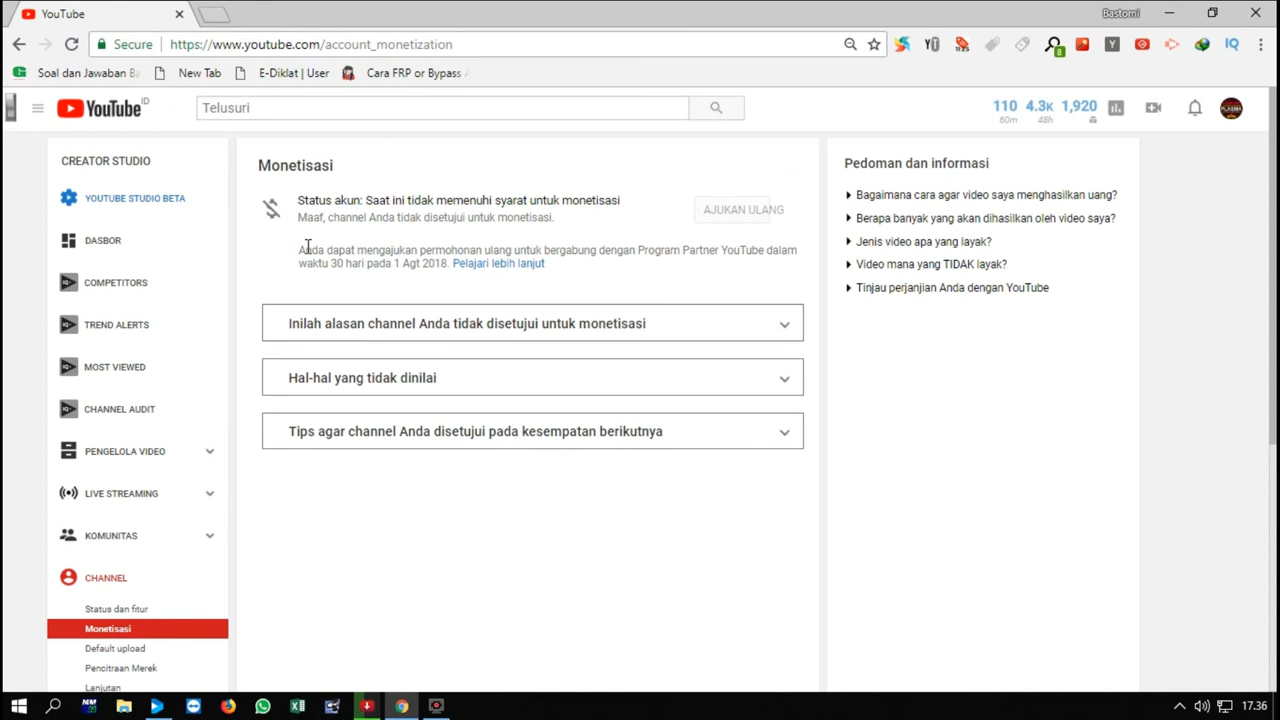 YouTube
Bastomi
Secure
https://www.youtube.com/account_monetization
8
11:25
Y
IQ
Soal dan Jawaban Ba
New Tab
E-Diklat | User
Cara FRP or Bypass
YouTube ID
Telusuri
110 4.3K 1,920
60m 48h
CREATOR STUDIO
YOUTUBE STUDIO BETA
DASBOR
COMPETITORS
TREND ALERTS
MOST VIEWED
CHANNEL AUDIT
PENGELOLA VIDEO
LIVE STREAMING
KOMUNITAS
CHANNEL
Status dan fitur
Monetisasi
Default upload
Pencitraan Merek
Lanjutan
Monetisasi
Status akun: Saat ini tidak memenuhi syarat untuk monetisasi
Maaf, channel Anda tidak disetujui untuk monetisasi.
AJUKAN ULANG
Anda dapat mengajukan permohonan ulang untuk bergabung dengan Program Partner YouTube dalam
waktu 30 hari pada 1 Agt 2018. Pelajari lebih lanjut
Inilah alasan channel Anda tidak disetujui untuk monetisasi
Hal-hal yang tidak dinilai
Tips agar channel Anda disetujui pada kesempatan berikutnya
Pedoman dan informasi
Bagaimana cara agar video saya menghasilkan uang?
Berapa banyak yang akan dihasilkan oleh video saya?
Jenis video apa yang layak?
Video mana yang TIDAK layak?
Tinjau perjanjian Anda dengan YouTube
17.36